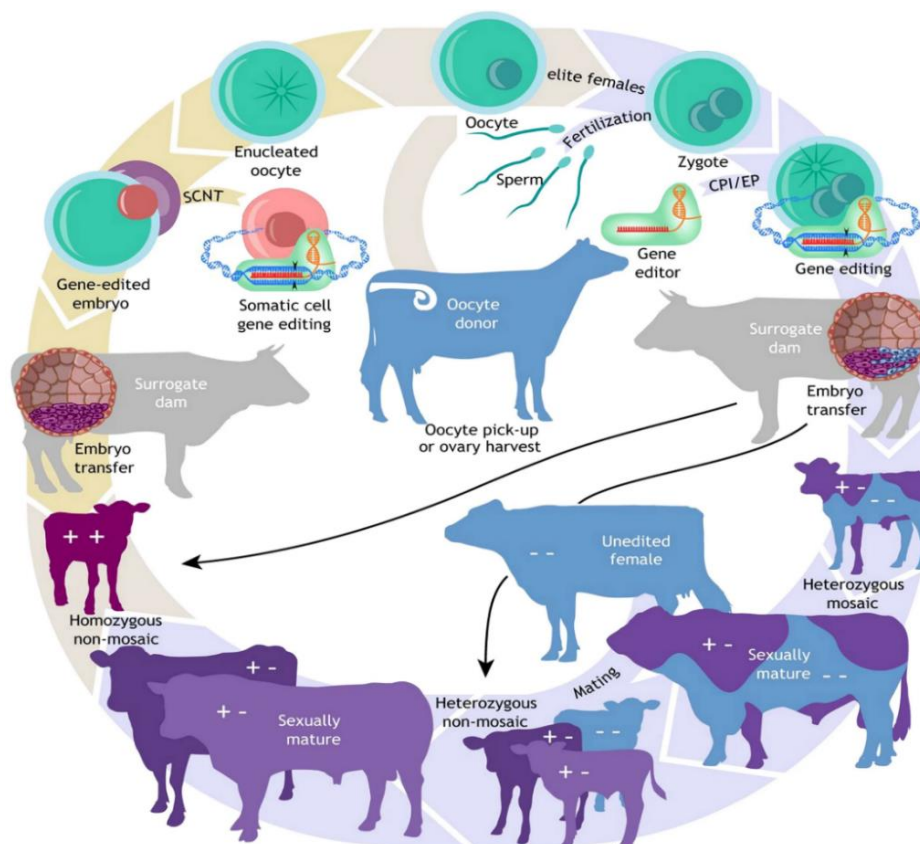 elite females
Oocyte
Fertilization
Zygote
Enucleated
oocyte
Sperm
CPI/EP
SCNT
Gene
editor
Gene editing
Gene-edited
embryo
Somatic cell
gene editing
Oocyte
donor
Surrogate
dam
Surrogate
dam
Embryo
transfer
Oocyte pick-up
or ovary harvest
Embryo
transfer
+ -
- -
+ +
- -
Unedited
female
Heterozygous
mosaic
Homozygous
non-mosaic
+ -
Sexually
mature
- -
+ -
+ -
Sexually
mature
Mating
Heterozygous
non-mosaic
+ -
- -
+ -